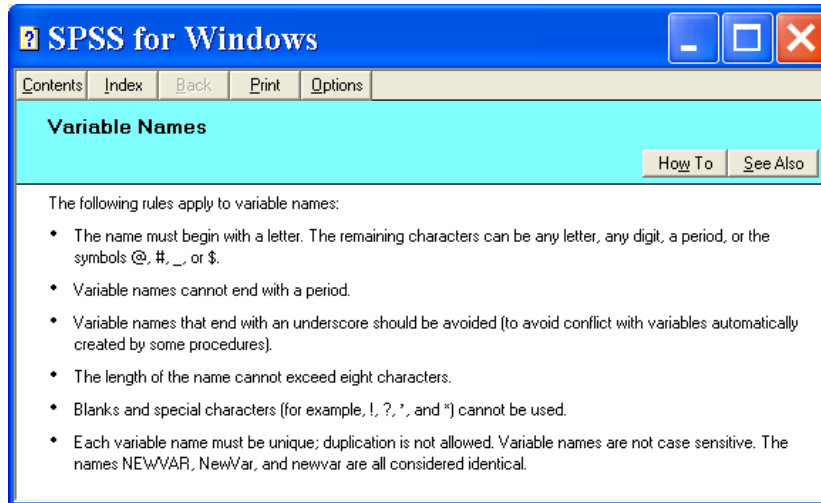 SPSS for Windows
Contents Index Back Print Options
Variable Names
How To See Also
The following rules apply to variable names:
• The name must begin with a letter. The remaining characters can be any letter, any digit, a period, or the
symbols @, #, _, or $.
• Variable names cannot end with a period.
• Variable names that end with an underscore should be avoided (to avoid conflict with variables automatically
created by some procedures).
• The length of the name cannot exceed eight characters.
• Blanks and special characters (for example, !, ?, ', and *) cannot be used.
• Each variable name must be unique; duplication is not allowed. Variable names are not case sensitive. The
names NEWVAR, NewVar, and newvar are all considered identical.